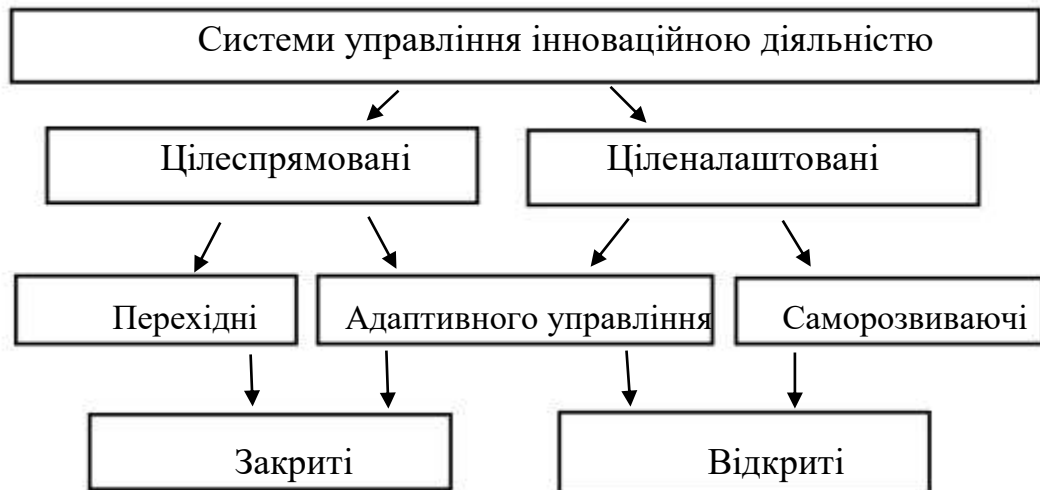 Системи управління інноваційною діяльністю
Цілеспрямовані
Ціленалаштовані
Перехідні
Адаптивного управління
Саморозвиваючі
Закриті
Відкриті